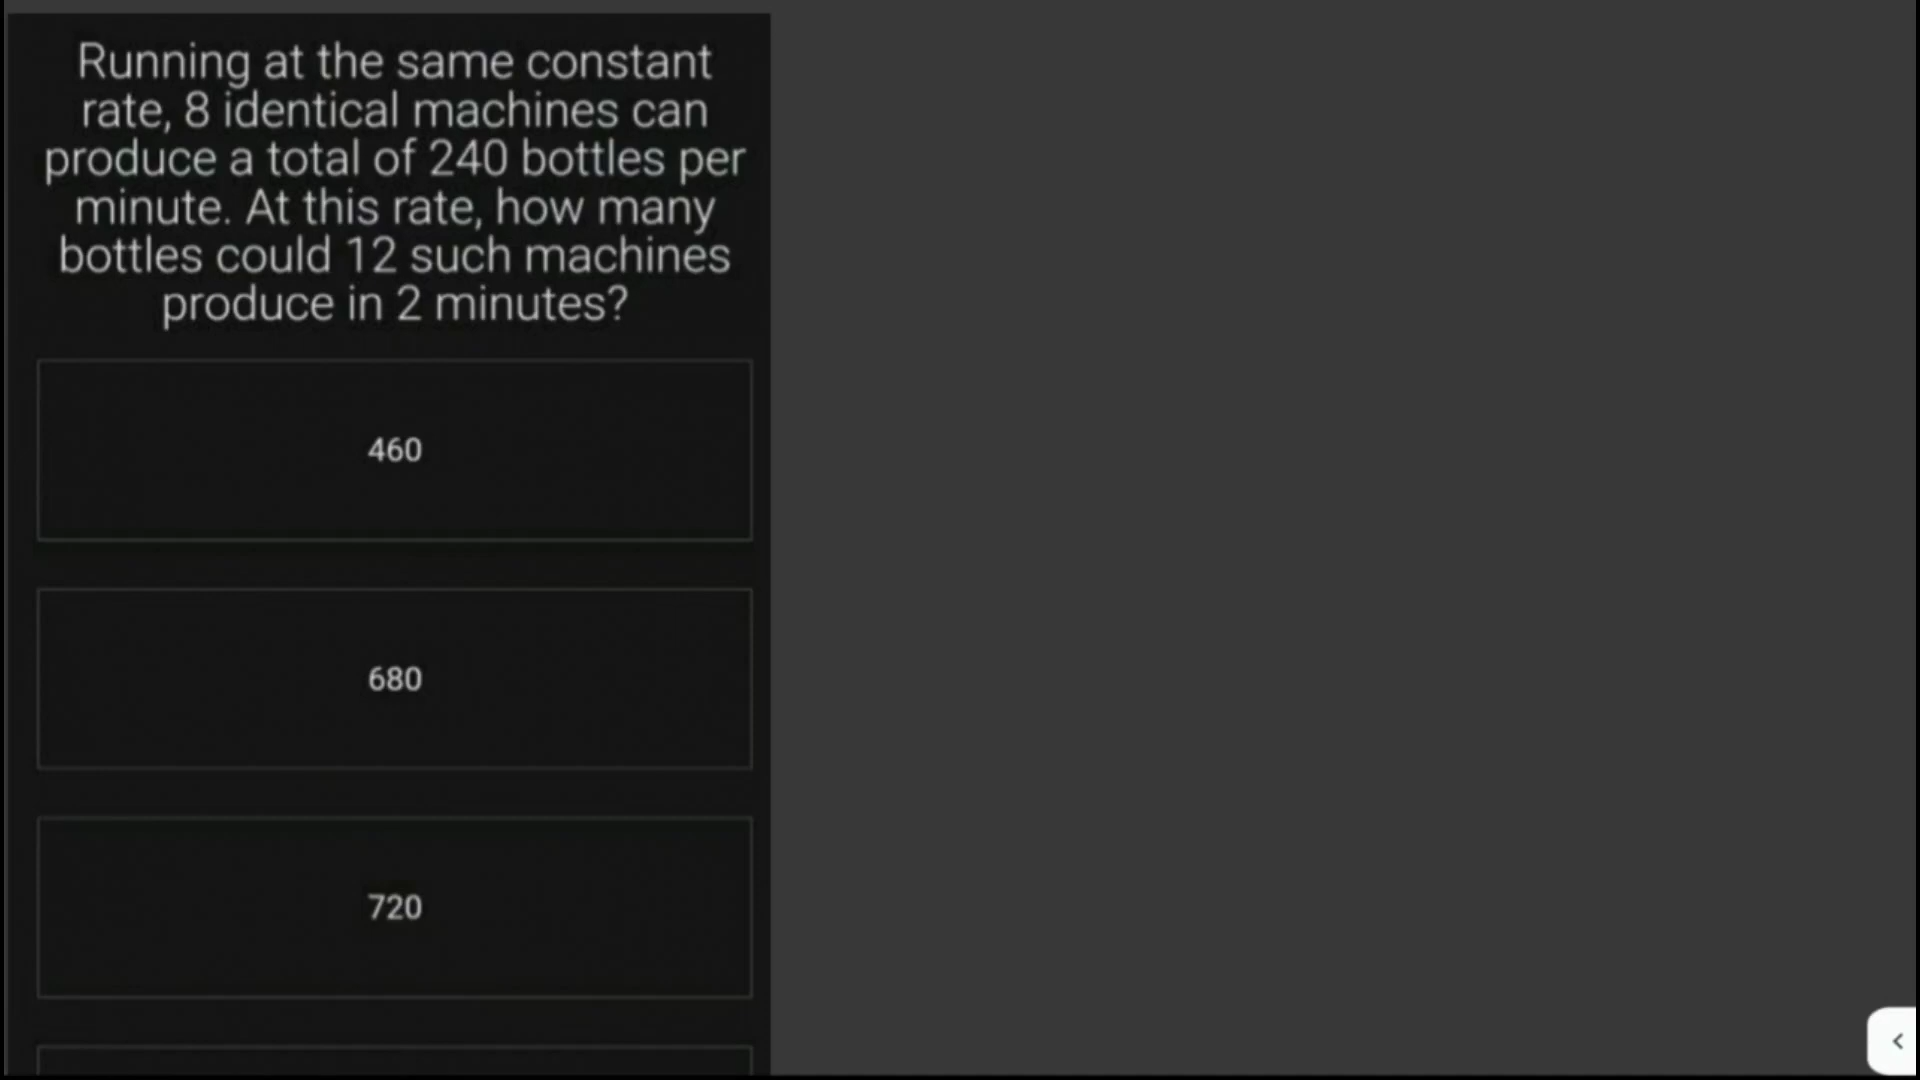 Running at the same constant
rate, 8 identical machines can
produce a total of 240 bottles per
minute. At this rate, how many
bottles could 12 such machines
produce in 2 minutes?
460
680
720